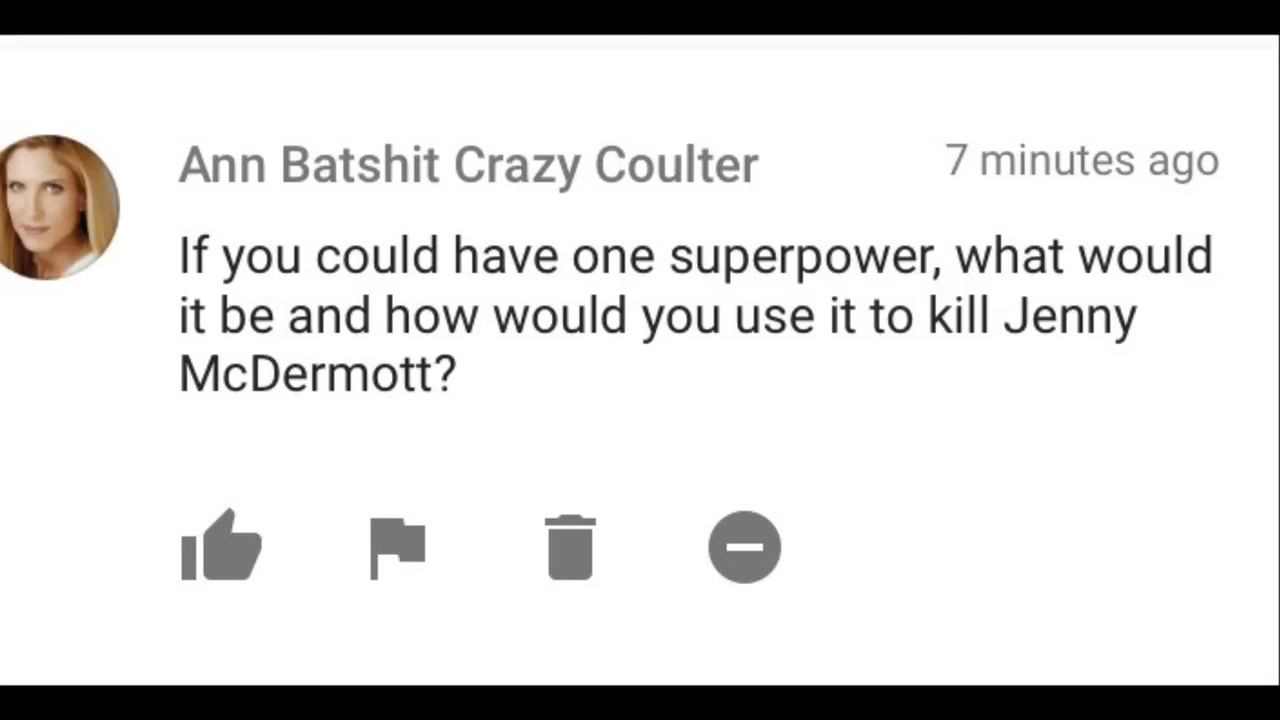 Ann Batshit Crazy Coulter
7 minutes ago
If you could have one superpower, what would
it be and how would you use it to kill Jenny
McDermott?